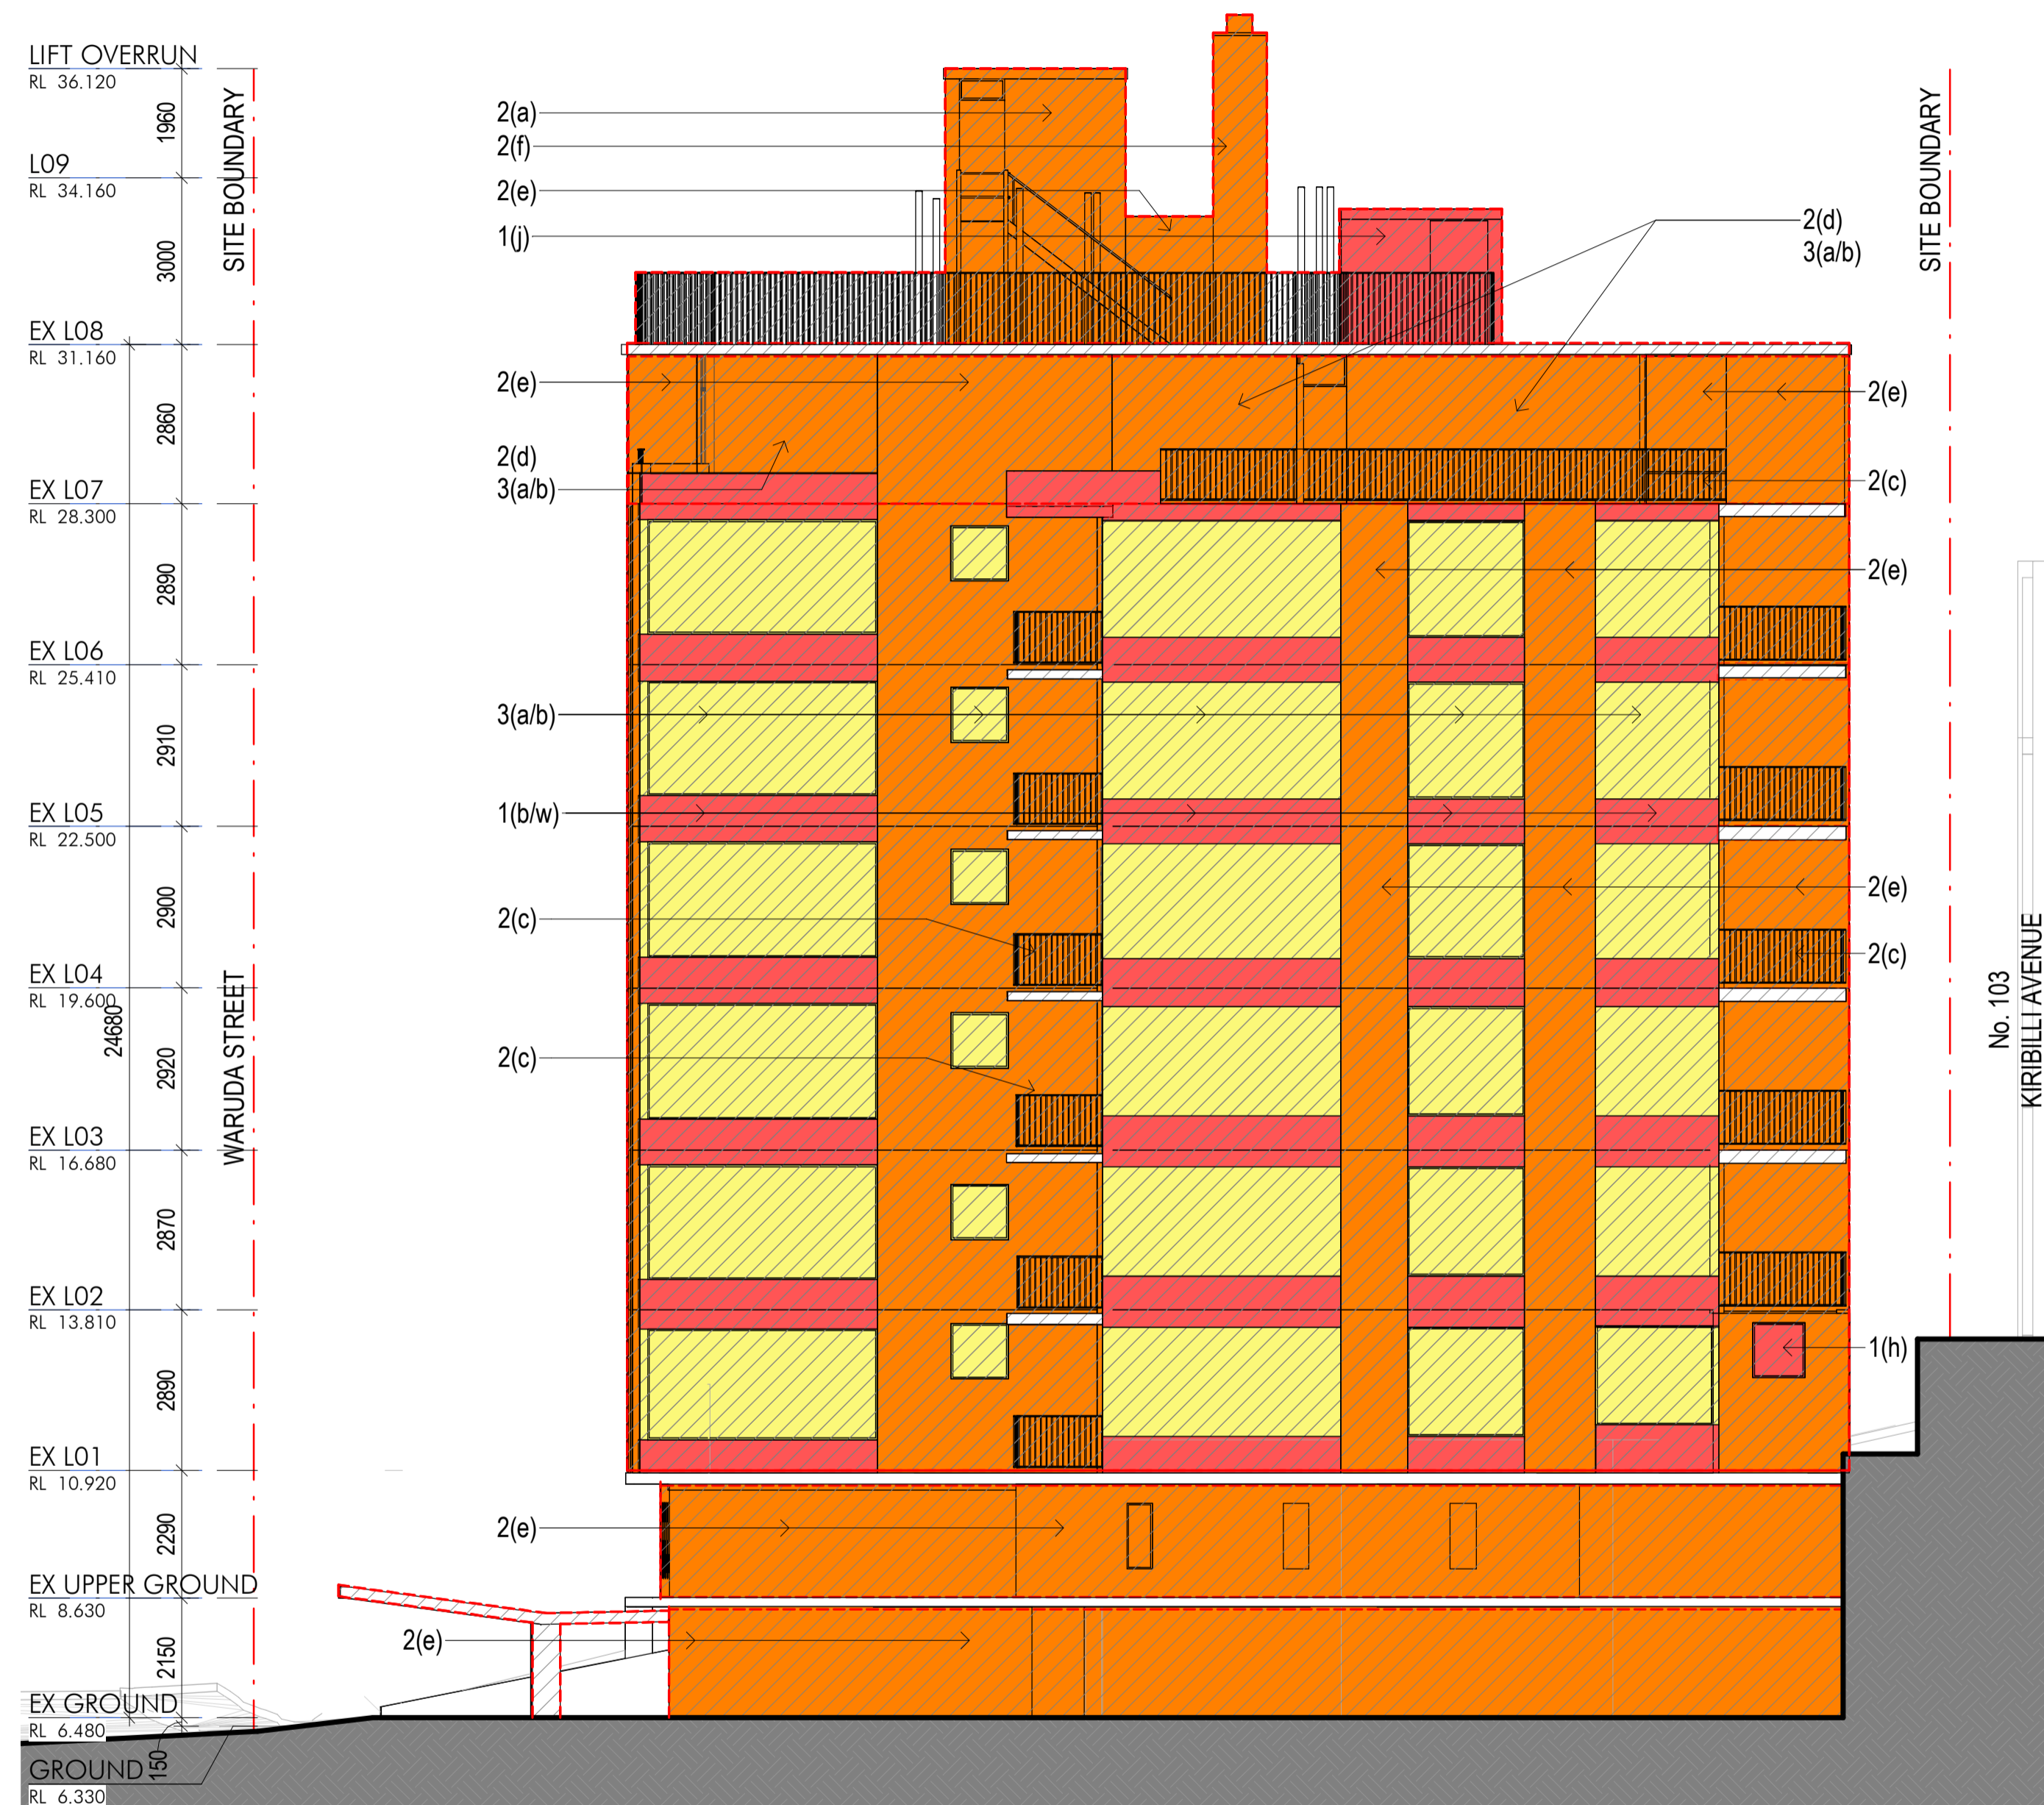 LIFT OVERRUN
RL 36.120
1960
L09
RL 34.160
3000
EX L08
RL 31.160
2860
EX L07
RL 28.300
2890
EX L06
RL 25.410
2910
EX L05
RL 22.500
2900
EX L04
RL 19.600
24680
2920
EX L03
RL 16.680
2870
EX L02
RL 13.810
2890
EX L01
RL 10.920
2290
EX UPPER GROUND
RL 8.630
2150
EX GROUND
RL 6.480
150
GROUND
RL 6.330
SITE BOUNDARY
WARUDA STREET
2(a)
2(f)
2(e)
1(j)
2(e)
2(d)
3(a/b)
3(a/b)
1(b/w)
2(c)
2(c)
2(e)
2(e)
2(d)
3(a/b)
2(e)
2(c)
2(e)
2(e)
2(c)
1(h)
SITE BOUNDARY
No. 103
KIRIBILLI AVENUE